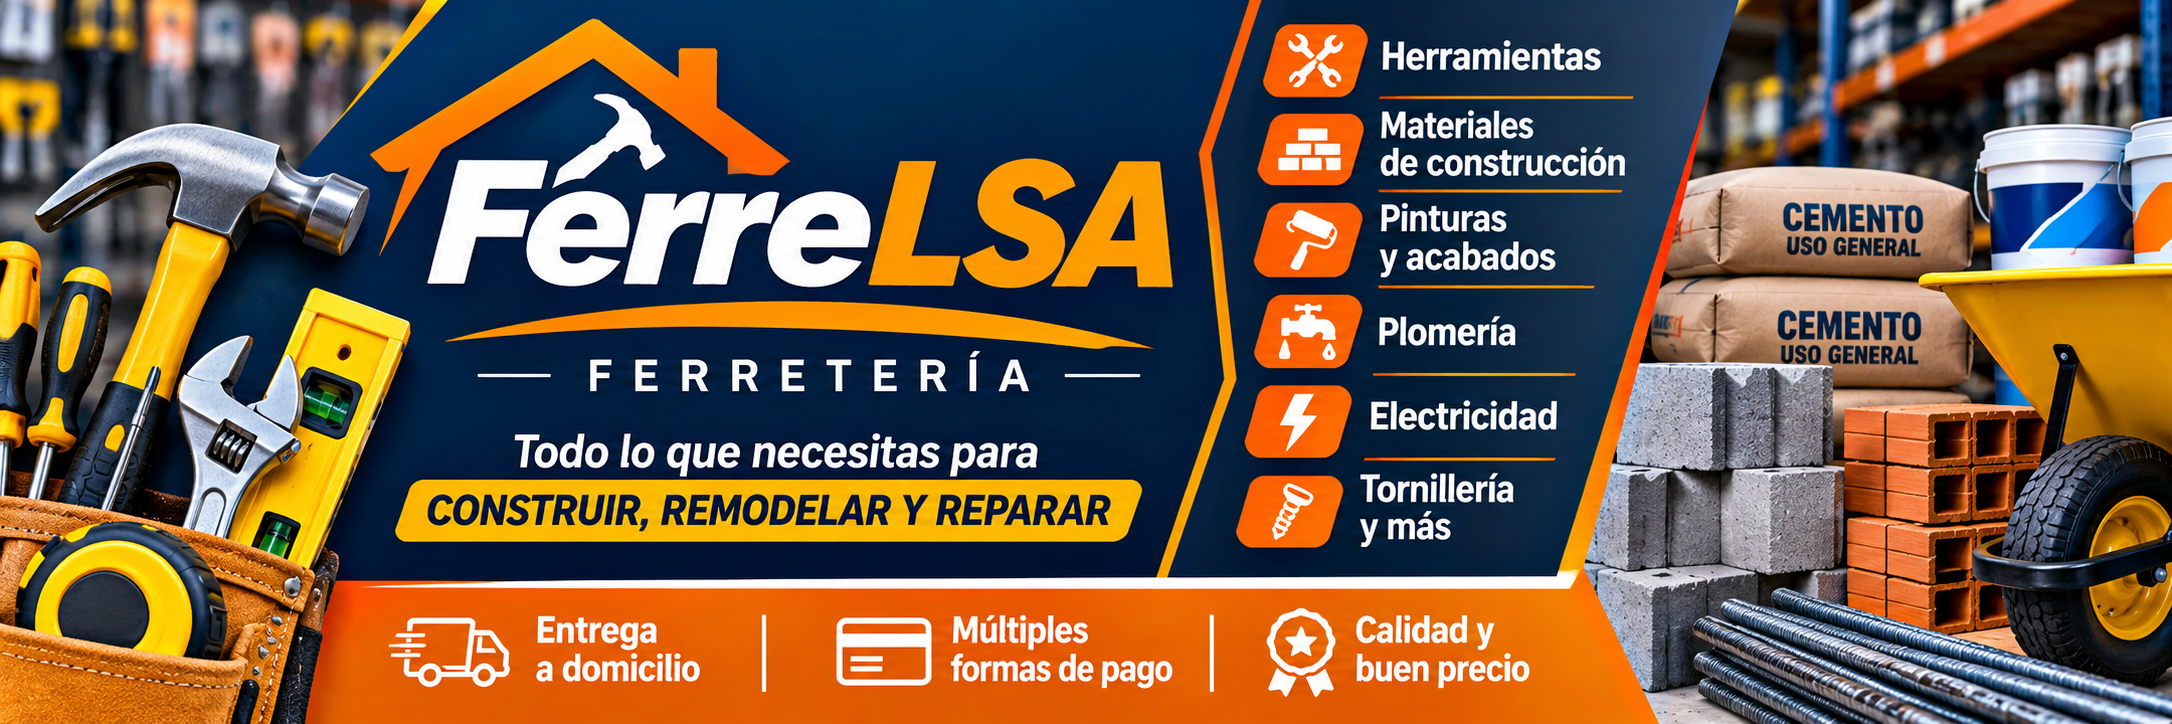 FerreLSA
FERRETERÍA
Todo lo que necesitas para
CONSTRUIR, REMODELAR Y REPARAR
Herramientas
Materiales
de construcción
Pinturas
y acabados
Plomería
Electricidad
Tornillería
y más
CEMENTO
USO GENERAL
CEMENTO
USO GENERAL
Entrega
a domicilio
Múltiples
formas de pago
Calidad y
buen precio